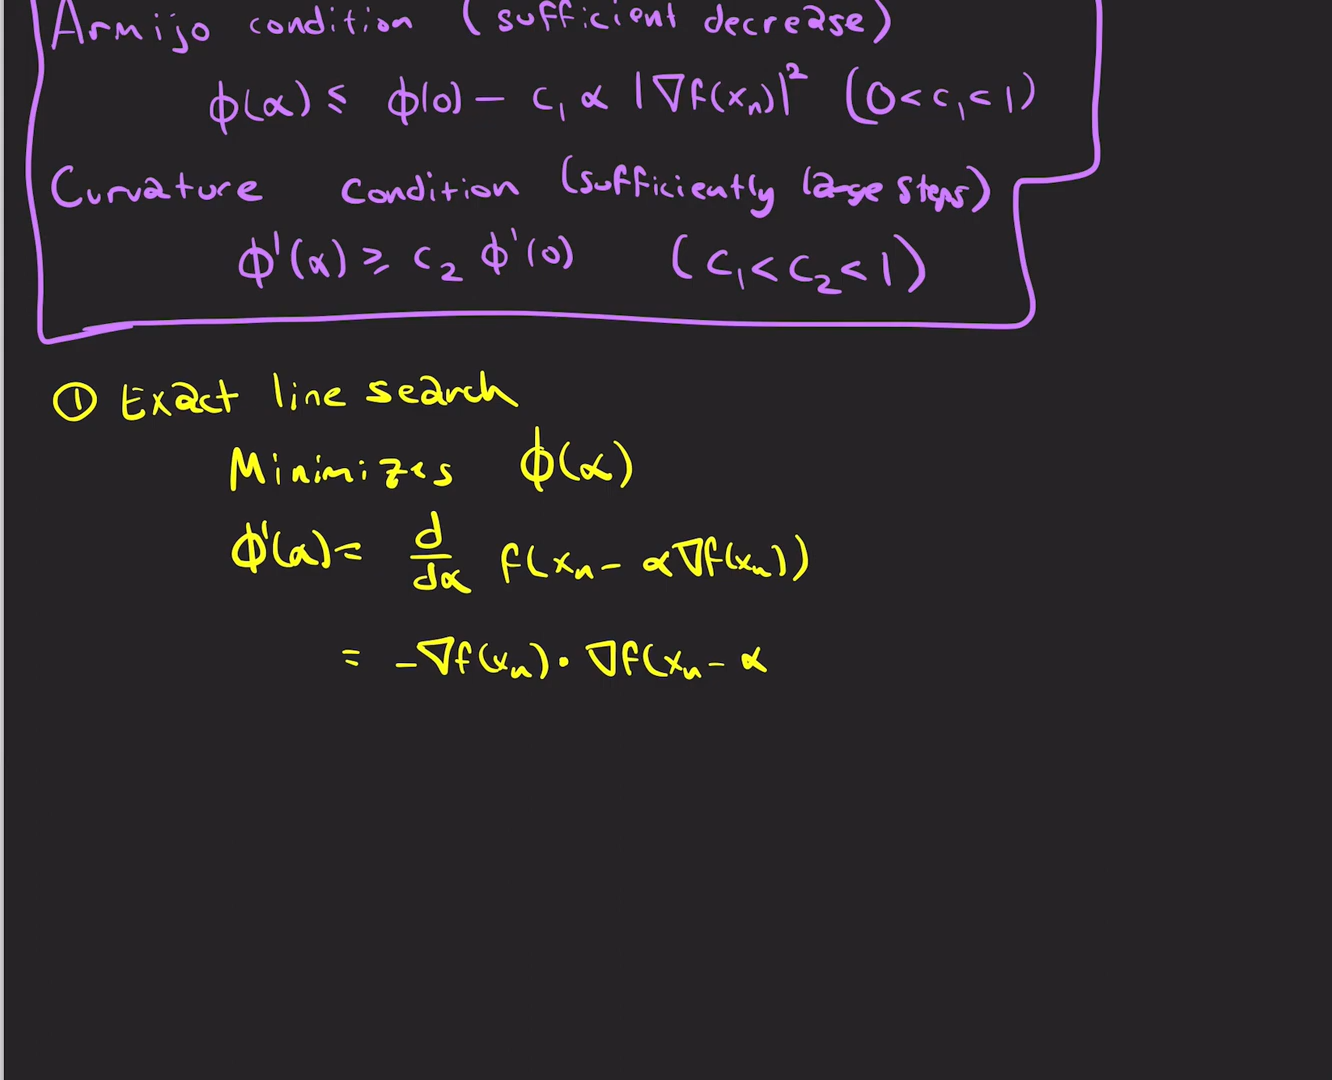 Armijo condition (sufficient decrease)
ϕ(α) ≤ ϕ(0) − c₁ α |∇f(xₙ)|² (0<c₁<1)
Curvature condition (sufficiently large steps)
ϕ'(α) ≥ c₂ ϕ'(0) (c₁<c₂<1)
① Exact line search
Minimizes ϕ(α)
ϕ'(α) = d/dα f(xₙ − α∇f(xₙ))
= −∇f(xₙ)·∇f(xₙ − α